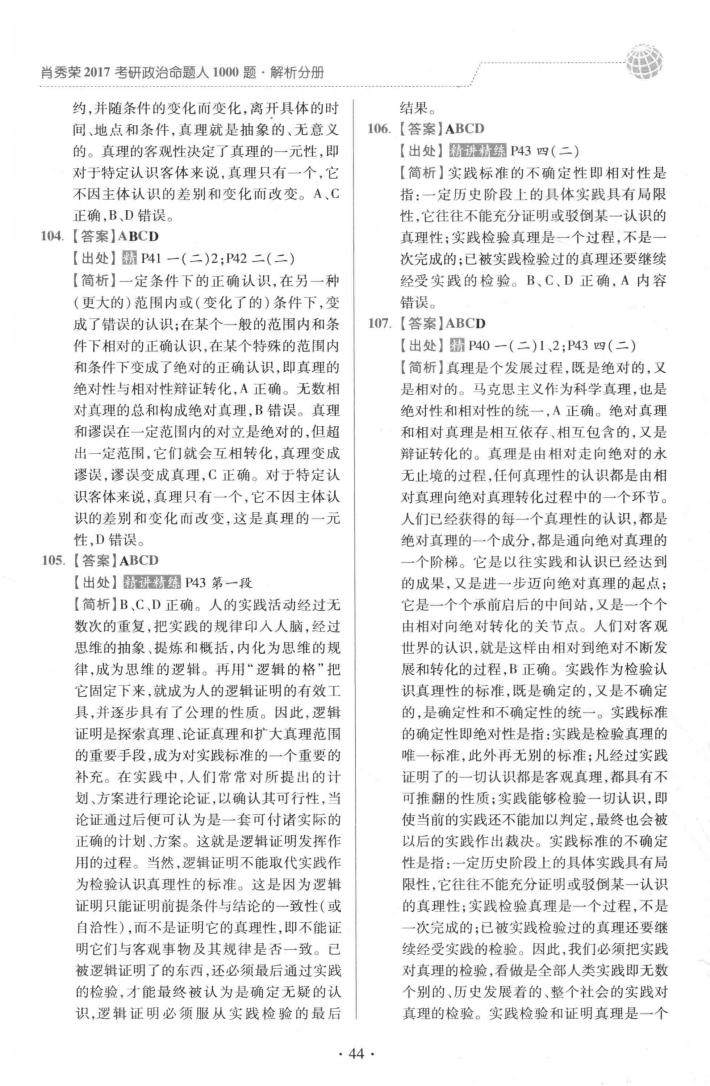 肖秀荣2017考研政治命题人1000题·解析分册
约,并随条件的变化而变化,离开具体的时
间、地点和条件,真理就是抽象的、无意义
的。真理的客观性决定了真理的一元性,即
对于特定认识客体来说,真理只有一个,它
不因主体认识的差别和变化而改变。A、C
正确,B、D错误。
104.【答案】ABCD
【出处】精 P41 一(二)2;P42 二(二)
【简析】一定条件下的正确认识,在另一种
(更大的)范围内或(变化了的)条件下,变
成了错误的认识;在某个一般的范围内和条
件下相对的正确认识,在某个特殊的范围内
和条件下变成了绝对的正确认识,即真理的
绝对性与相对性辩证转化,A正确。无数相
对真理的总和构成绝对真理,B错误。真理
和谬误在一定范围内的对立是绝对的,但超
出一定范围,它们就会互相转化,真理变成
谬误,谬误变成真理,C正确。对于特定认
识客体来说,真理只有一个,它不因主体认
识的差别和变化而改变,这是真理的一元
性,D错误。
105.【答案】ABCD
【出处】精讲精练 P43 第一段
【简析】B、C、D正确。人的实践活动经过无
数次的重复,把实践的规律印入人脑,经过
思维的抽象、提炼和概括,内化为思维的规
律,成为思维的逻辑。再用“逻辑的格”把
它固定下来,就成为人的逻辑证明的有效工
具,并逐步具有了公理的性质。因此,逻辑
证明是探索真理、论证真理和扩大真理范围
的重要手段,成为对实践标准的一个重要的
补充。在实践中,人们常常对所提出的计
划、方案进行理论论证,以确认其可行性,当
论证通过后便可认为是一套可付诸实际的
正确的计划、方案。这就是逻辑证明发挥作
用的过程。当然,逻辑证明不能取代实践作
为检验认识真理性的标准。这是因为逻辑
证明只能证明前提条件与结论的一致性(或
自洽性),而不是证明它的真理性,即不能证
明它们与客观事物及其规律是否一致。已
被逻辑证明了的东西,还必须最后通过实践
的检验,才能最终被认为是确定无疑的认
识,逻辑证明必须服从实践检验的最后
结果。
106.【答案】ABCD
【出处】精讲精练 P43 四(二)
【简析】实践标准的不确定性即相对性是
指:一定历史阶段上的具体实践具有局限
性,它往往不能充分证明或驳倒某一认识的
真理性;实践检验真理是一个过程,不是一
次完成的;已被实践检验过的真理还要继续
经受实践的检验。B、C、D正确,A内容
错误。
107.【答案】ABCD
【出处】精 P40 一(二)1、2;P43 四(二)
【简析】真理是个发展过程,既是绝对的,又
是相对的。马克思主义作为科学真理,也是
绝对性和相对性的统一,A正确。绝对真理
和相对真理是相互依存、相互包含的,又是
辩证转化的。真理是由相对走向绝对的永
无止境的过程,任何真理性的认识都是由相
对真理向绝对真理转化过程中的一个环节。
人们已经获得的每一个真理性的认识,都是
绝对真理的一个成分,都是通向绝对真理的
一个阶梯。它是以往实践和认识已经达到
的成果,又是进一步迈向绝对真理的起点;
它是一个个承前启后的中间站,又是一个个
由相对向绝对转化的关节点。人们对客观
世界的认识,就是这样由相对到绝对不断发
展和转化的过程,B正确。实践作为检验认
识真理性的标准,既是确定的,又是不确定
的,是确定性和不确定性的统一。实践标准
的确定性即绝对性是指:实践是检验真理的
唯一标准,此外再无别的标准;凡经过实践
证明了的一切认识都是客观真理,都具有不
可推翻的性质;实践能够检验一切认识,即
使当前的实践还不能加以判定,最终也会被
以后的实践作出裁决。实践标准的不确定
性是指:一定历史阶段上的具体实践具有局
限性,它往往不能充分证明或驳倒某一认识
的真理性;实践检验真理是一个过程,不是
一次完成的;已被实践检验过的真理还要继
续经受实践的检验。因此,我们必须把实践
对真理的检验,看做是全部人类实践即无数
个别的、历史发展着的、整个社会的实践对
真理的检验。实践检验和证明真理是一个
·44·